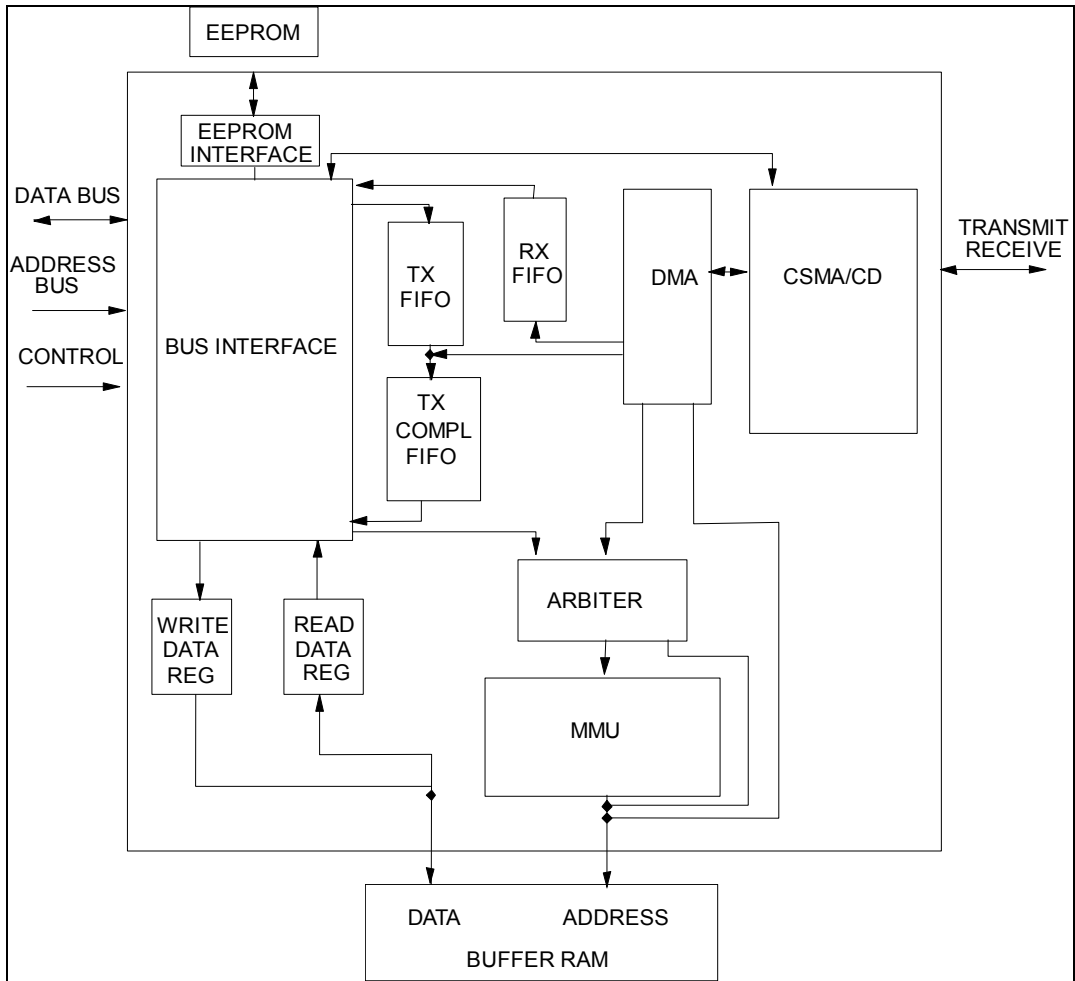 EEPROM
EEPROM
INTERFACE
DATA BUS
ADDRESS
BUS
CONTROL
BUS INTERFACE
TX
FIFO
RX
FIFO
DMA
CSMA/CD
TRANSMIT
RECEIVE
TX
COMPL
FIFO
ARBITER
WRITE
DATA
REG
READ
DATA
REG
MMU
DATA
ADDRESS
BUFFER RAM